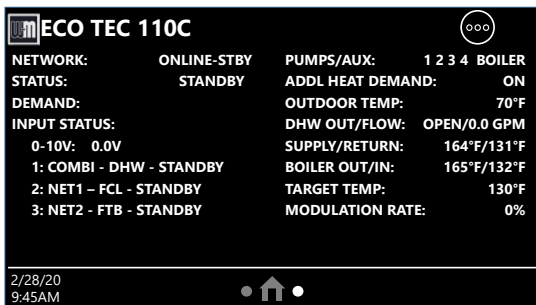 WM ECO TEC 110C
NETWORK: ONLINE-STBY
STATUS: STANDBY
DEMAND:
INPUT STATUS:
0-10V: 0.0V
1: COMBI - DHW - STANDBY
2: NET1 – FCL - STANDBY
3: NET2 - FTB - STANDBY
PUMPS/AUX: 1 2 3 4 BOILER
ADDL HEAT DEMAND: ON
OUTDOOR TEMP: 70°F
DHW OUT/FLOW: OPEN/0.0 GPM
SUPPLY/RETURN: 164°F/131°F
BOILER OUT/IN: 165°F/132°F
TARGET TEMP: 130°F
MODULATION RATE: 0%
2/28/20
9:45AM